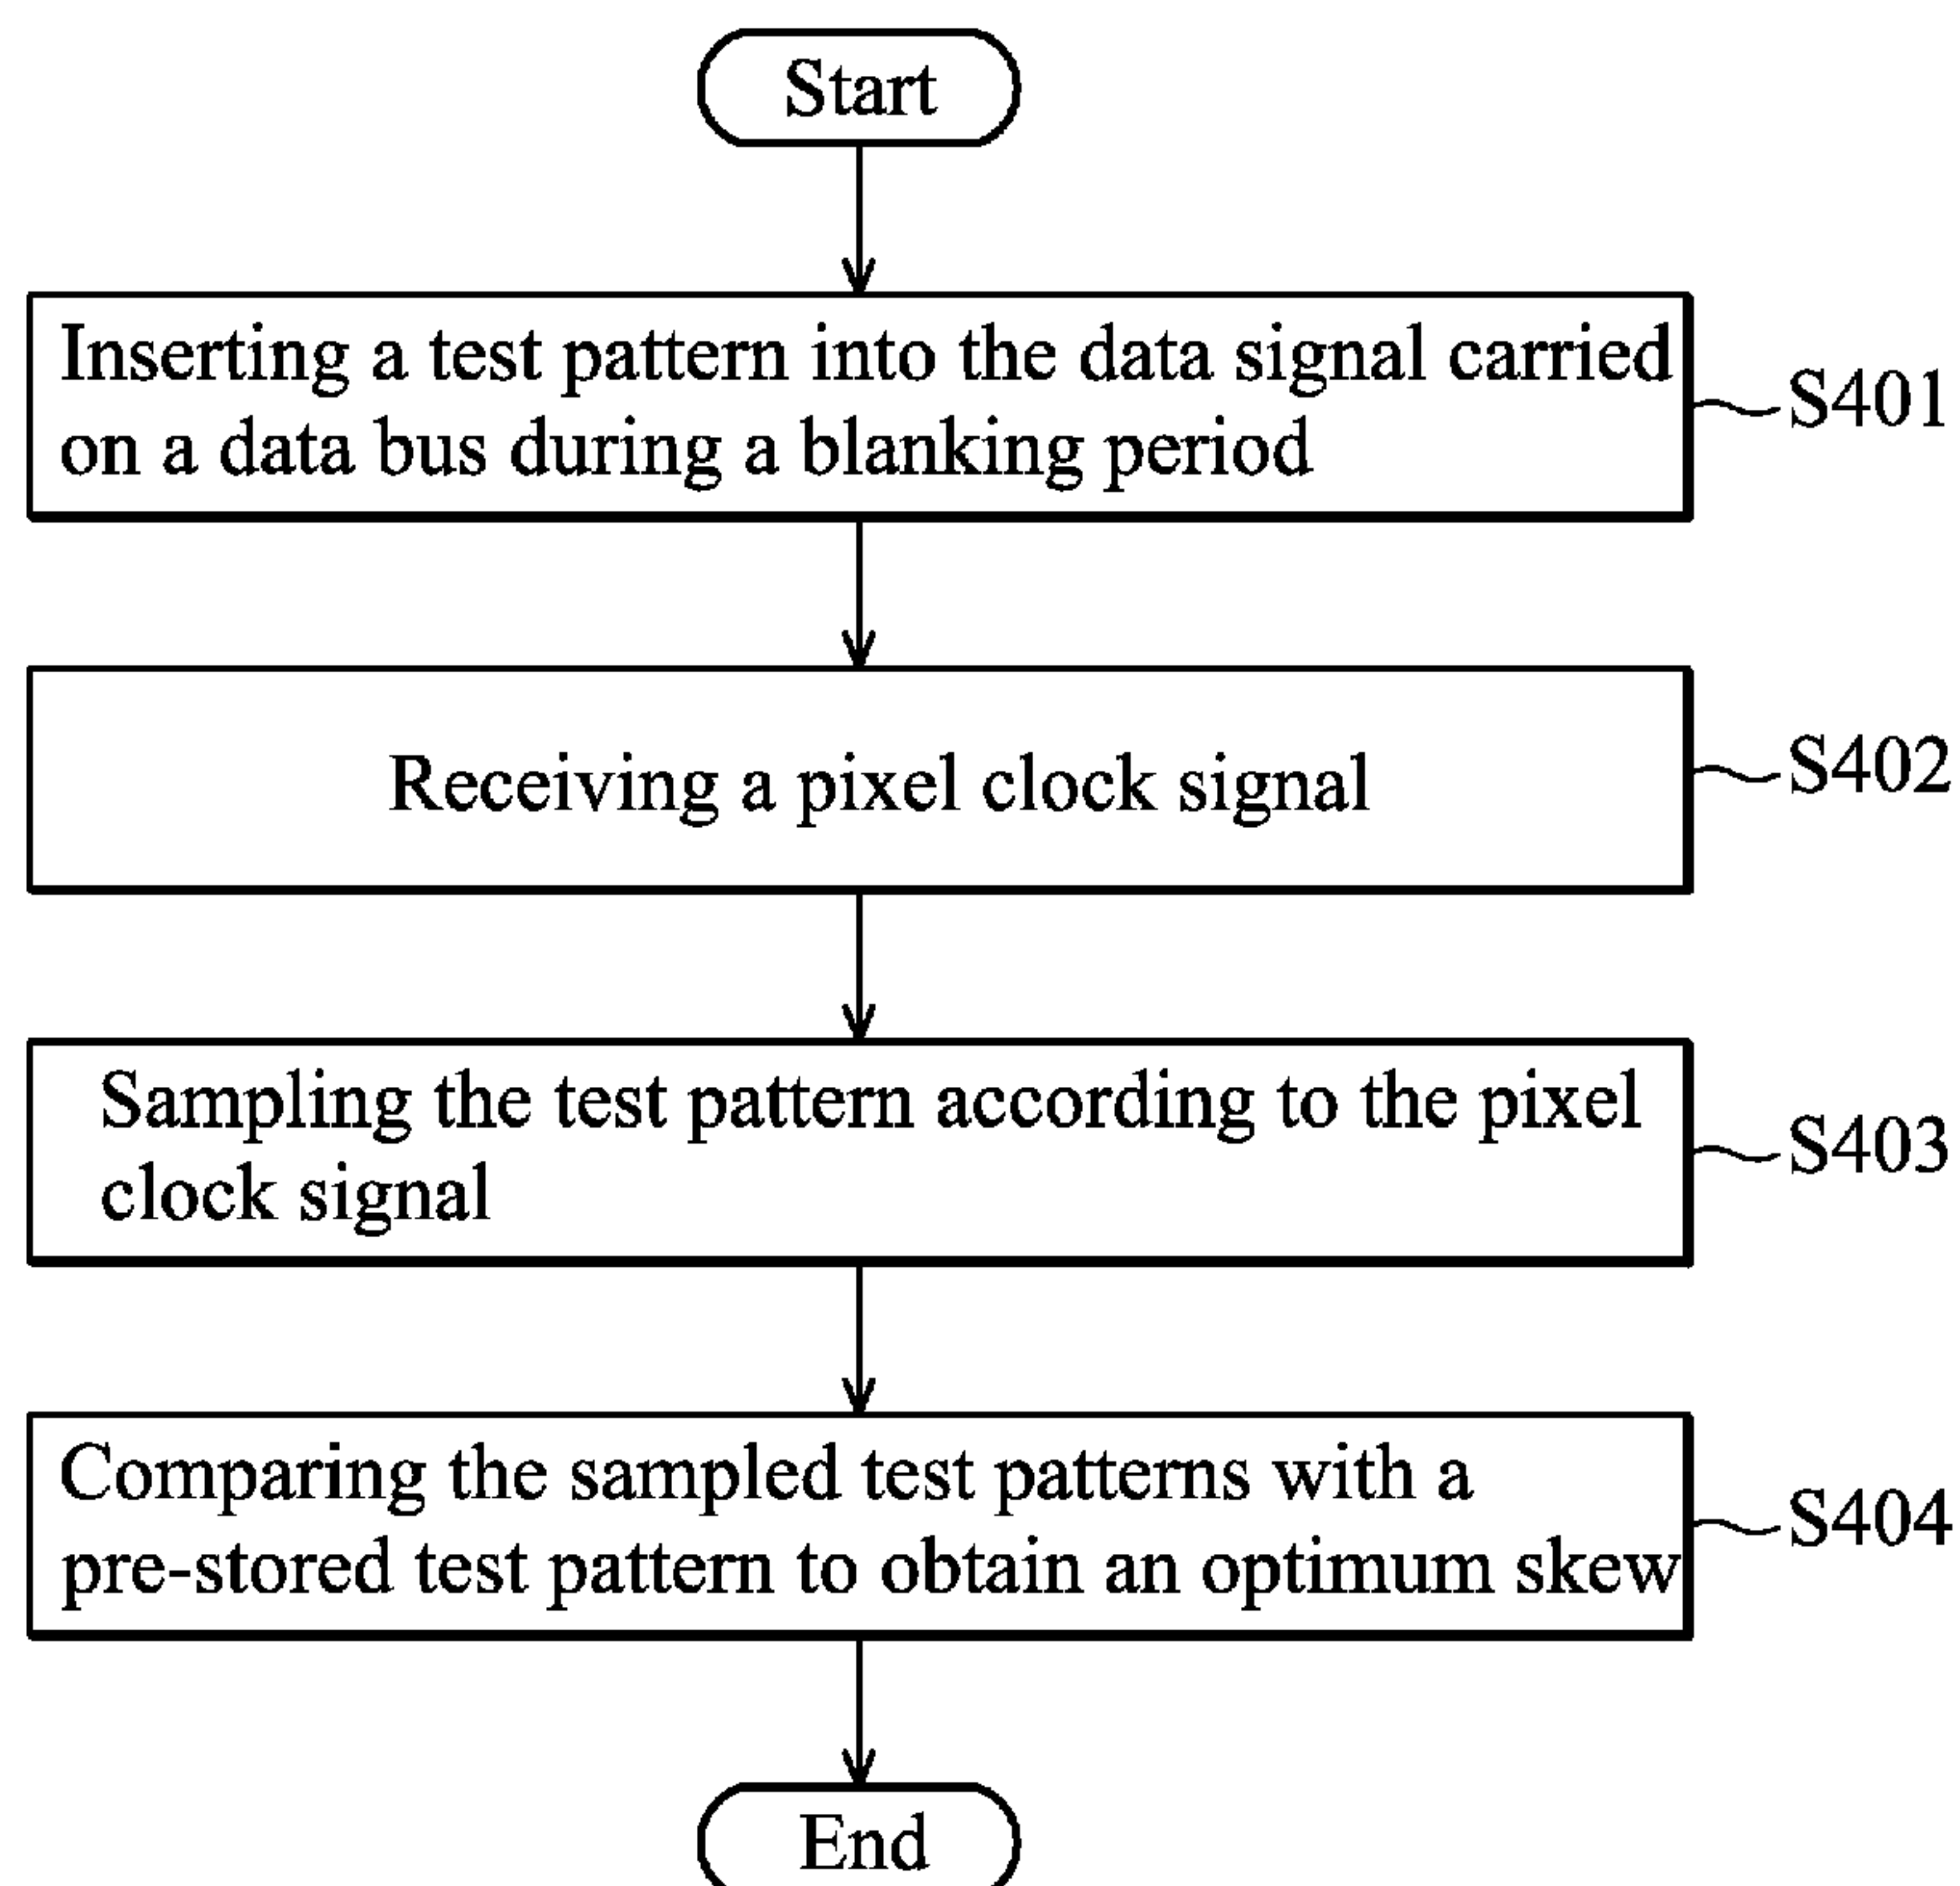 Start
Inserting a test pattern into the data signal carried
on a data bus during a blanking period
S401
Receiving a pixel clock signal
S402
Sampling the test pattern according to the pixel
clock signal
S403
Comparing the sampled test patterns with a
pre-stored test pattern to obtain an optimum skew
S404
End